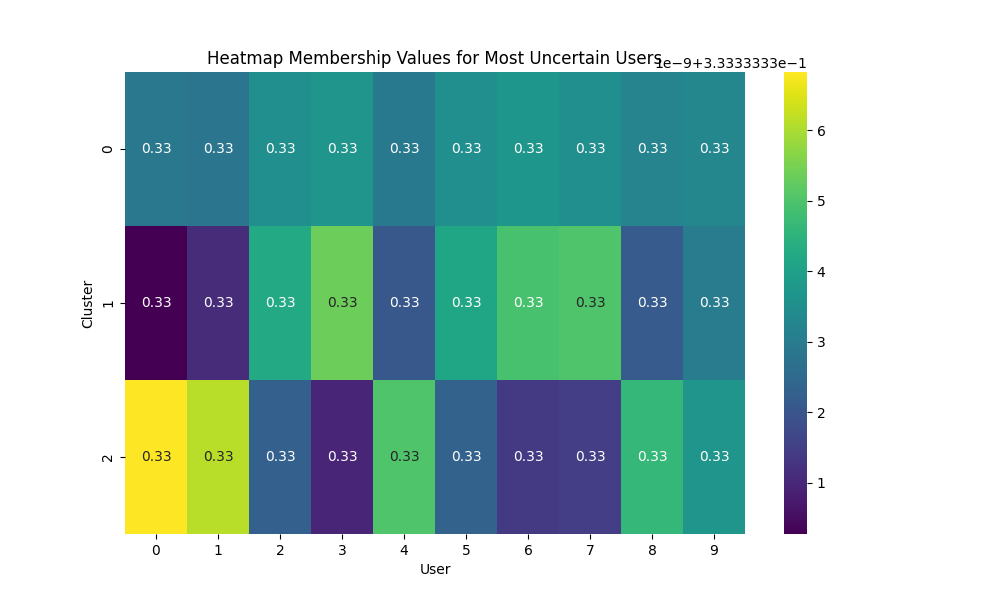 Heatmap Membership Values for Most Uncertain Users
1e−9+3.3333333e−1
0 0.33 0.33 0.33 0.33 0.33 0.33 0.33 0.33 0.33 0.33
1 0.33 0.33 0.33 0.33 0.33 0.33 0.33 0.33 0.33 0.33
2 0.33 0.33 0.33 0.33 0.33 0.33 0.33 0.33 0.33 0.33
Cluster
0 1 2 3 4 5 6 7 8 9
User
6
5
4
3
2
1